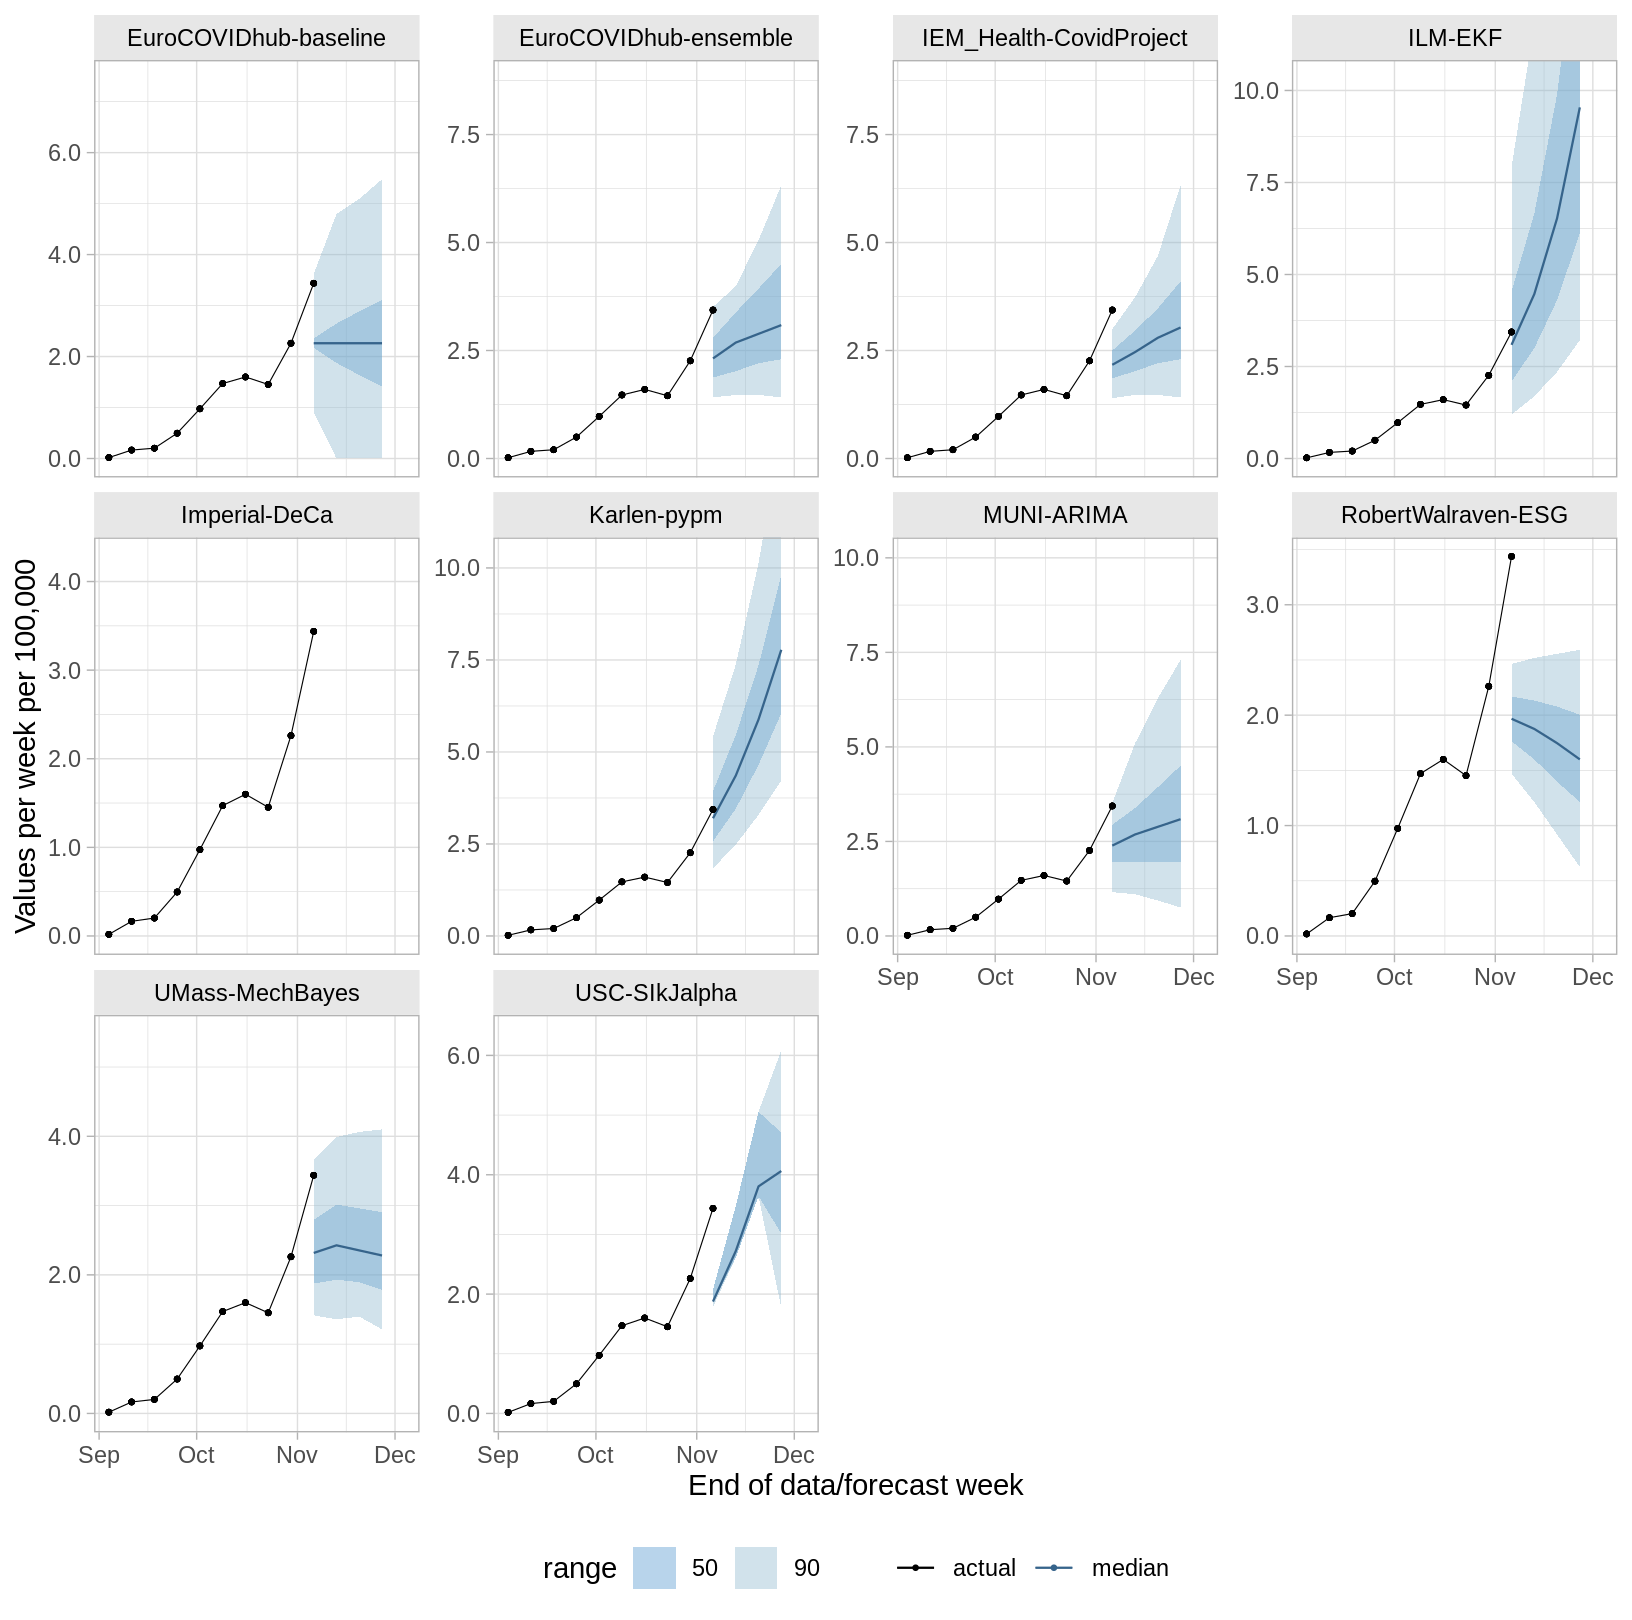 EuroCOVIDhub-baseline
EuroCOVIDhub-ensemble
IEM_Health-CovidProject
ILM-EKF
6.0
4.0
2.0
0.0
7.5
5.0
2.5
0.0
7.5
5.0
2.5
0.0
10.0
7.5
5.0
2.5
0.0
Imperial-DeCa
Karlen-pypm
MUNI-ARIMA
RobertWalraven-ESG
Values per week per 100,000
4.0
3.0
2.0
1.0
0.0
10.0
7.5
5.0
2.5
0.0
10.0
7.5
5.0
2.5
0.0
3.0
2.0
1.0
0.0
Sep Oct Nov Dec
Sep Oct Nov Dec
UMass-MechBayes
USC-SIkJalpha
4.0
2.0
0.0
6.0
4.0
2.0
0.0
Sep Oct Nov Dec
Sep Oct Nov Dec
End of data/forecast week
range 50 90 actual median